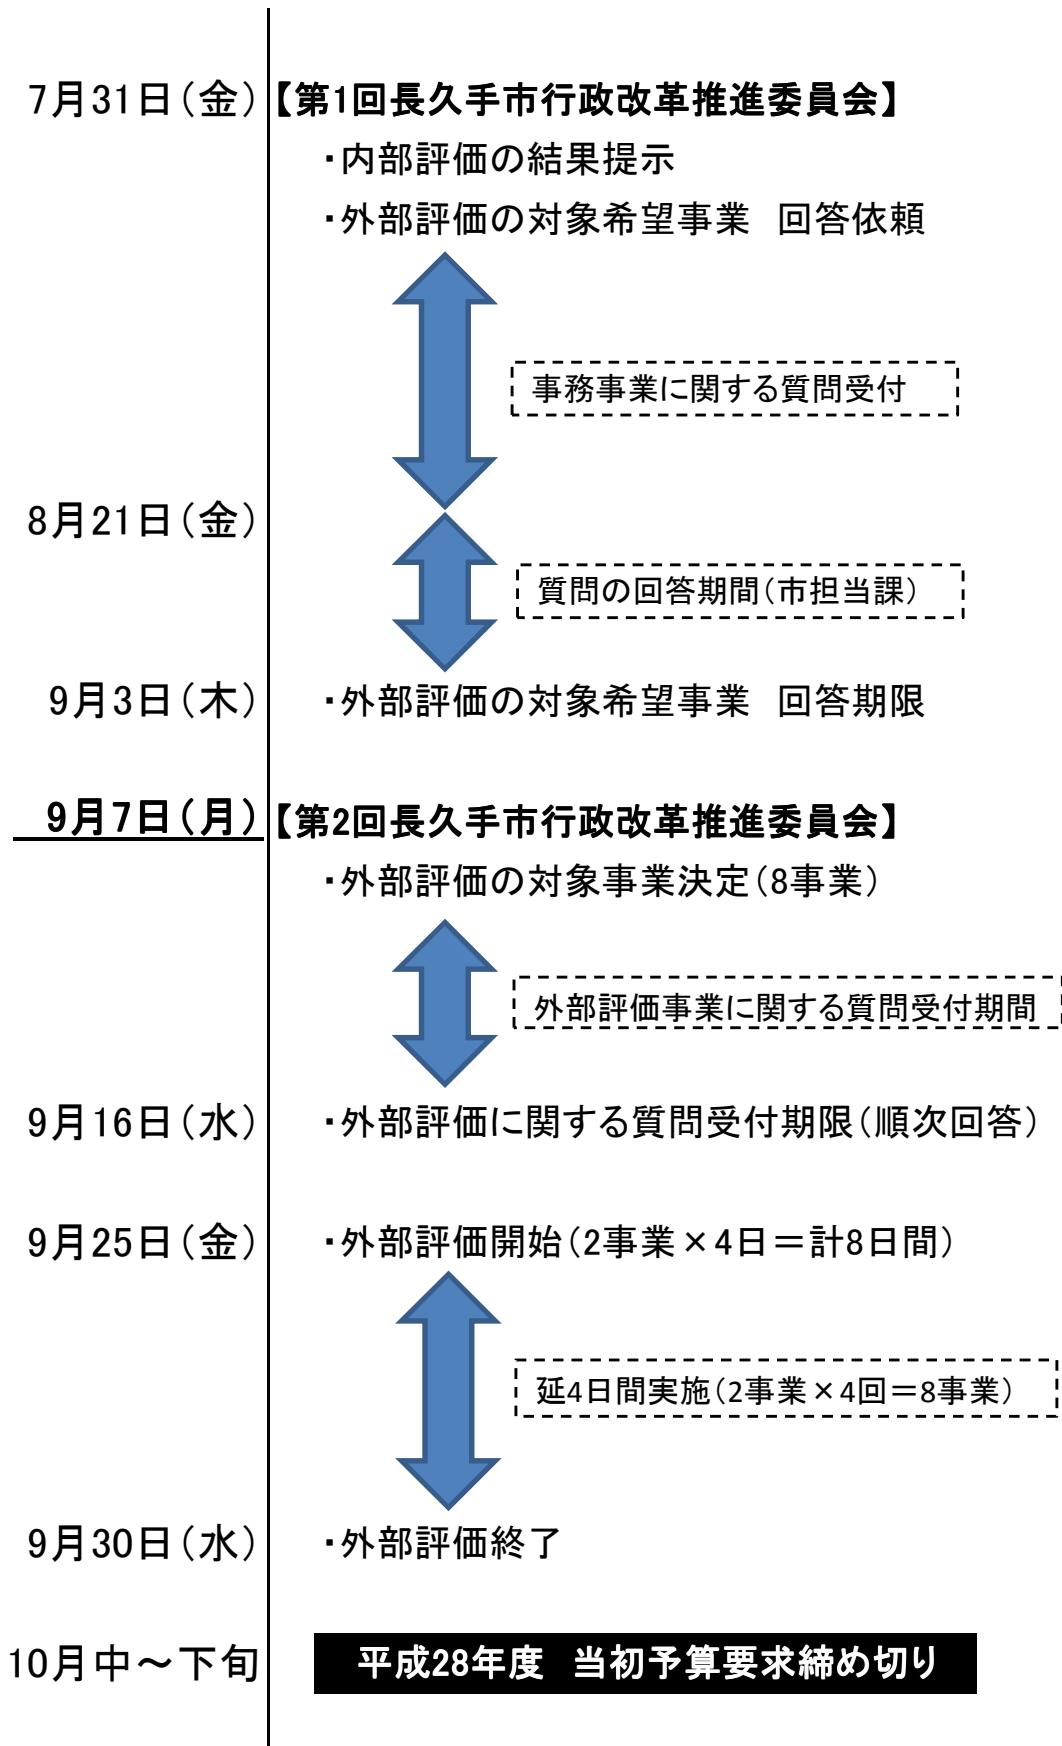 7月31日(金)【第1回長久手市行政改革推進委員会】
・内部評価の結果提示
・外部評価の対象希望事業　回答依頼
事務事業に関する質問受付
8月21日(金)
質問の回答期間(市担当課)
9月3日(木)　・外部評価の対象希望事業　回答期限
9月7日(月)【第2回長久手市行政改革推進委員会】
・外部評価の対象事業決定(8事業)
外部評価事業に関する質問受付期間
9月16日(水)　・外部評価に関する質問受付期限(順次回答)
9月25日(金)　・外部評価開始(2事業×4日＝計8日間)
延4日間実施(2事業×4回＝8事業)
9月30日(水)　・外部評価終了
10月中～下旬　平成28年度　当初予算要求締め切り